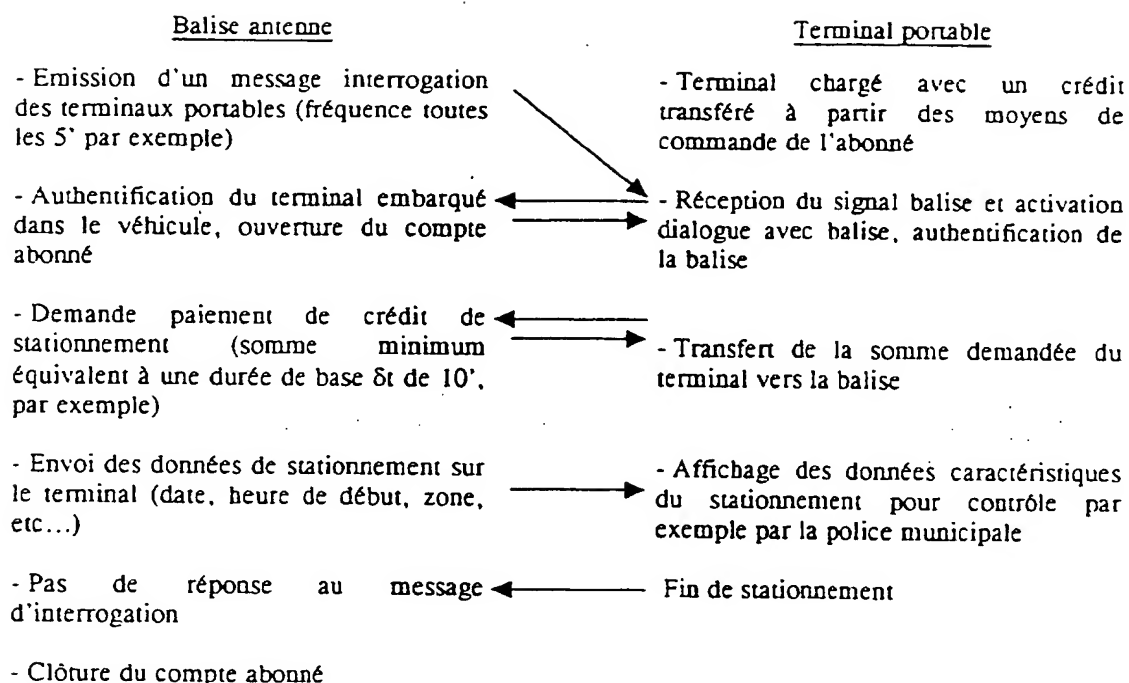 Balise antenne
- Emission d'un message interrogation
des terminaux portables (fréquence toutes
les 5' par exemple)
- Authentification du terminal embarqué
dans le véhicule, ouverture du compte
abonné
- Demande paiement de crédit de
stationnement (somme minimum
équivalent à une durée de base δt de 10',
par exemple)
- Envoi des données de stationnement sur
le terminal (date, heure de début, zone,
etc...)
- Pas de réponse au message
d'interrogation
- Clôture du compte abonné
Terminal portable
- Terminal chargé avec un crédit
transféré à partir des moyens de
commande de l'abonné
- Réception du signal balise et activation
dialogue avec balise, authentification de
la balise
- Transfert de la somme demandée du
terminal vers la balise
- Affichage des données caractéristiques
du stationnement pour contrôle par
exemple par la police municipale
Fin de stationnement